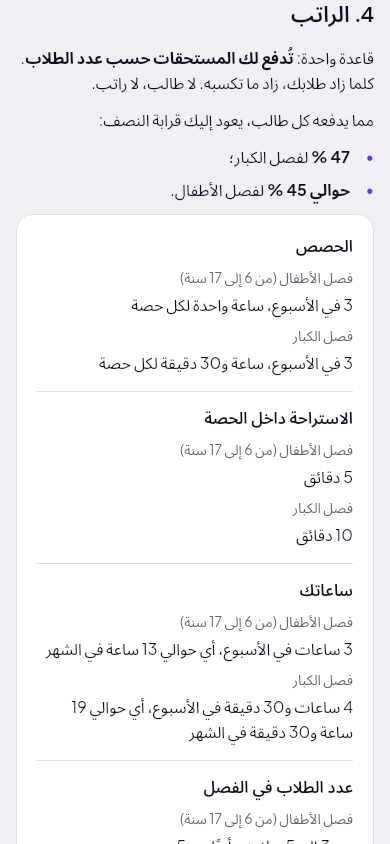 4. الراتب
قاعدة واحدة: تُدفع لك المستحقات حسب عدد الطلاب.
كلما زاد طلابك، زاد ما تكسبه. لا طالب، لا راتب.
مما يدفعه كل طالب، يعود إليك قرابة النصف:
• 47 % لفصل الكبار؛
• حوالي 45 % لفصل الأطفال.
الحصص
فصل الأطفال (من 6 إلى 17 سنة)
3 في الأسبوع، ساعة واحدة لكل حصة
فصل الكبار
3 في الأسبوع، ساعة و30 دقيقة لكل حصة
الاستراحة داخل الحصة
فصل الأطفال (من 6 إلى 17 سنة)
5 دقائق
فصل الكبار
10 دقائق
ساعاتك
فصل الأطفال (من 6 إلى 17 سنة)
3 ساعات في الأسبوع، أي حوالي 13 ساعة في الشهر
فصل الكبار
4 ساعات و30 دقيقة في الأسبوع، أي حوالي 19
ساعة و30 دقيقة في الشهر
عدد الطلاب في الفصل
فصل الأطفال (من 6 إلى 17 سنة)